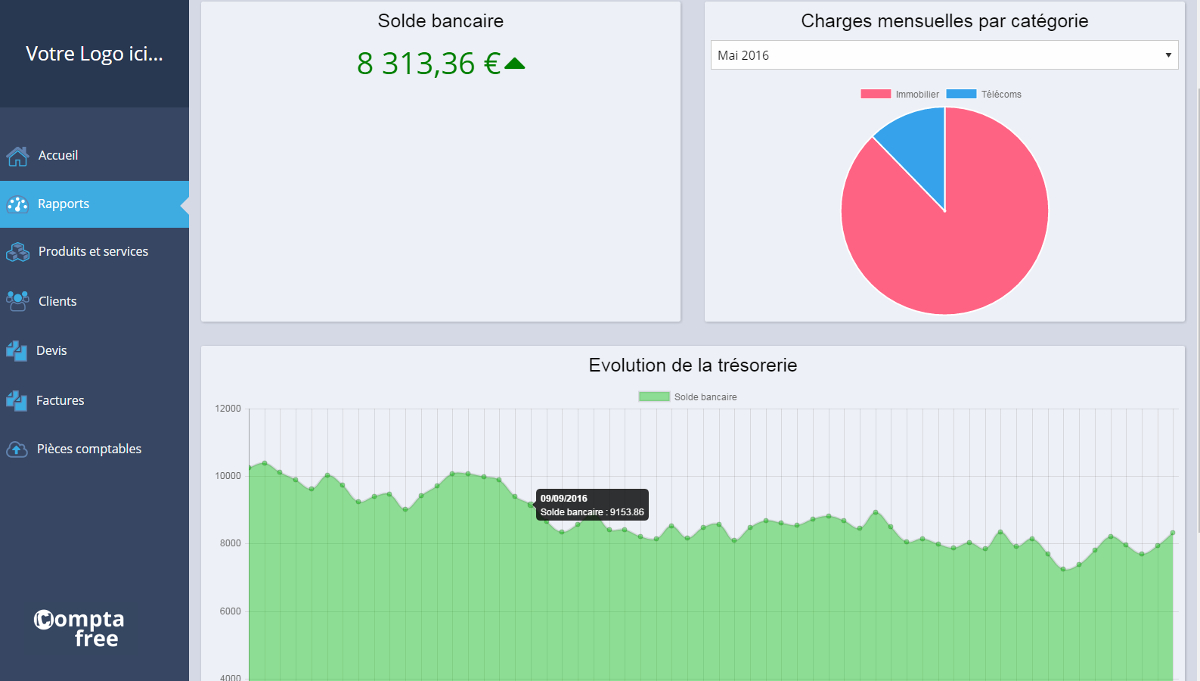 Votre Logo ici...
Accueil
Rapports
Produits et services
Clients
Devis
Factures
Pièces comptables
Compta
free
Solde bancaire
8 313,36 €
Charges mensuelles par catégorie
Mai 2016
Immobilier Télécoms
Evolution de la trésorerie
Solde bancaire
12000
10000
09/09/2016
Solde bancaire : 9153.86
8000
6000
4000